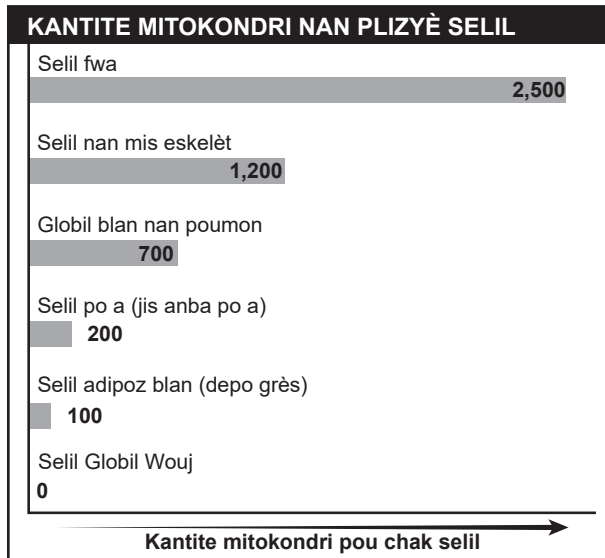 KANTITE MITOKONDRI NAN PLIZYÈ SELIL
Selil fwa
2,500
Selil nan mis eskelèt
1,200
Globil blan nan poumon
700
Selil po a (jis anba po a)
200
Selil adipoz blan (depo grès)
100
Selil Globil Wouj
0
Kantite mitokondri pou chak selil